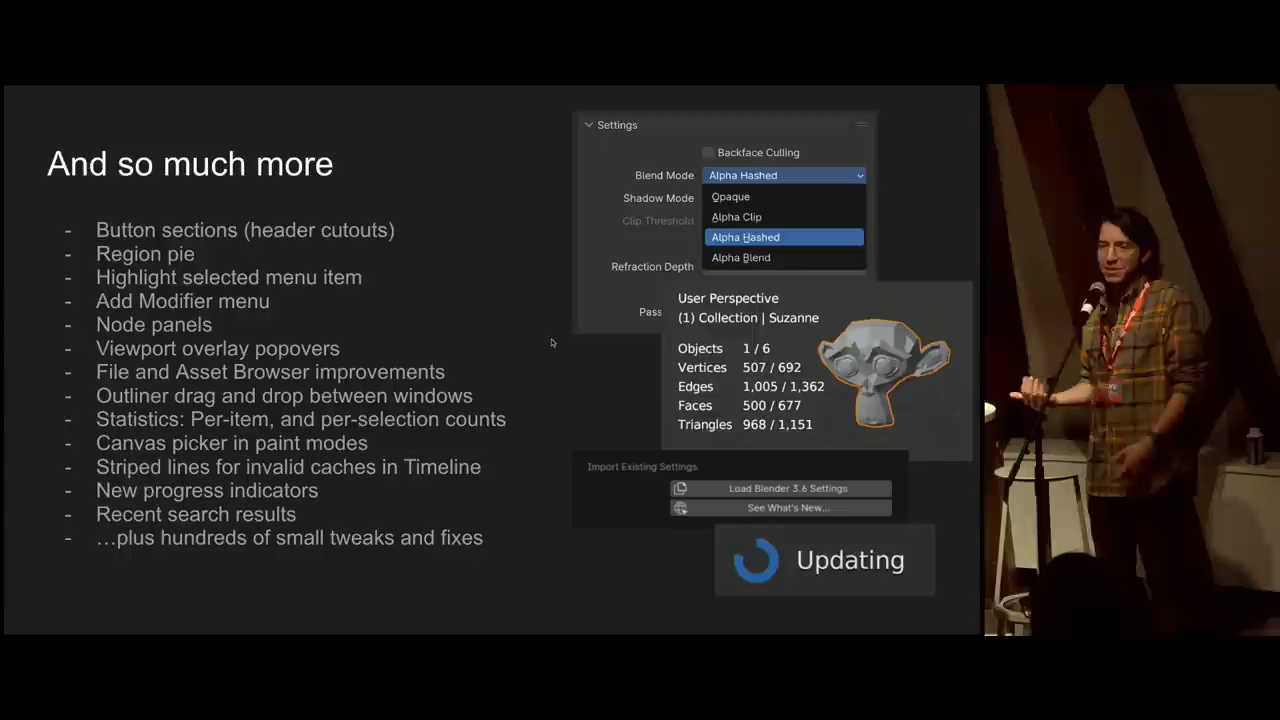 And so much more
- Button sections (header cutouts)
- Region pie
- Highlight selected menu item
- Add Modifier menu
- Node panels
- Viewport overlay popovers
- File and Asset Browser improvements
- Outliner drag and drop between windows
- Statistics: Per-item, and per-selection counts
- Canvas picker in paint modes
- Striped lines for invalid caches in Timeline
- New progress indicators
- Recent search results
- …plus hundreds of small tweaks and fixes
Settings
Backface Culling
Blend Mode Alpha Hashed
Shadow Mode Opaque
Clip Threshold Alpha Clip
Alpha Hashed
Alpha Blend
Refraction Depth
Pass
User Perspective
(1) Collection | Suzanne
Objects 1 / 6
Vertices 507 / 692
Edges 1,005 / 1,362
Faces 500 / 677
Triangles 968 / 1,151
Import Existing Settings
Load Blender 3.6 Settings
See What's New...
Updating